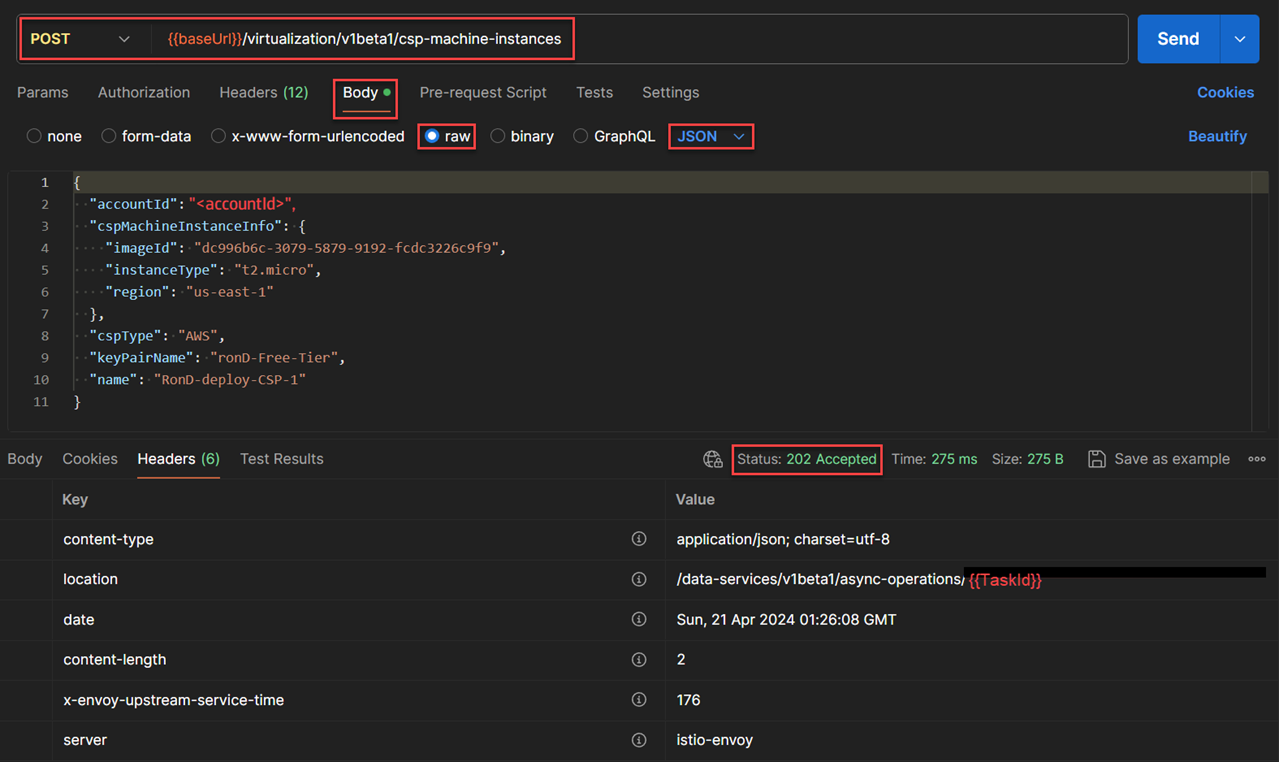 POST {{baseUrl}}/virtualization/v1beta1/csp-machine-instances Send
Params Authorization Headers (12) Body Pre-request Script Tests Settings Cookies
none form-data x-www-form-urlencoded raw binary GraphQL JSON Beautify
1 {
2 "accountId": "<accountId>",
3 "cspMachineInstanceInfo": {
4 "imageId": "dc996b6c-3079-5879-9192-fcdc3226c9f9",
5 "instanceType": "t2.micro",
6 "region": "us-east-1"
7 },
8 "cspType": "AWS",
9 "keyPairName": "ronD-Free-Tier",
10 "name": "RonD-deploy-CSP-1"
11 }
Body Cookies Headers (6) Test Results Status: 202 Accepted Time: 275 ms Size: 275 B Save as example
Key Value
content-type application/json; charset=utf-8
location /data-services/v1beta1/async-operations/{{TaskId}}
date Sun, 21 Apr 2024 01:26:08 GMT
content-length 2
x-envoy-upstream-service-time 176
server istio-envoy